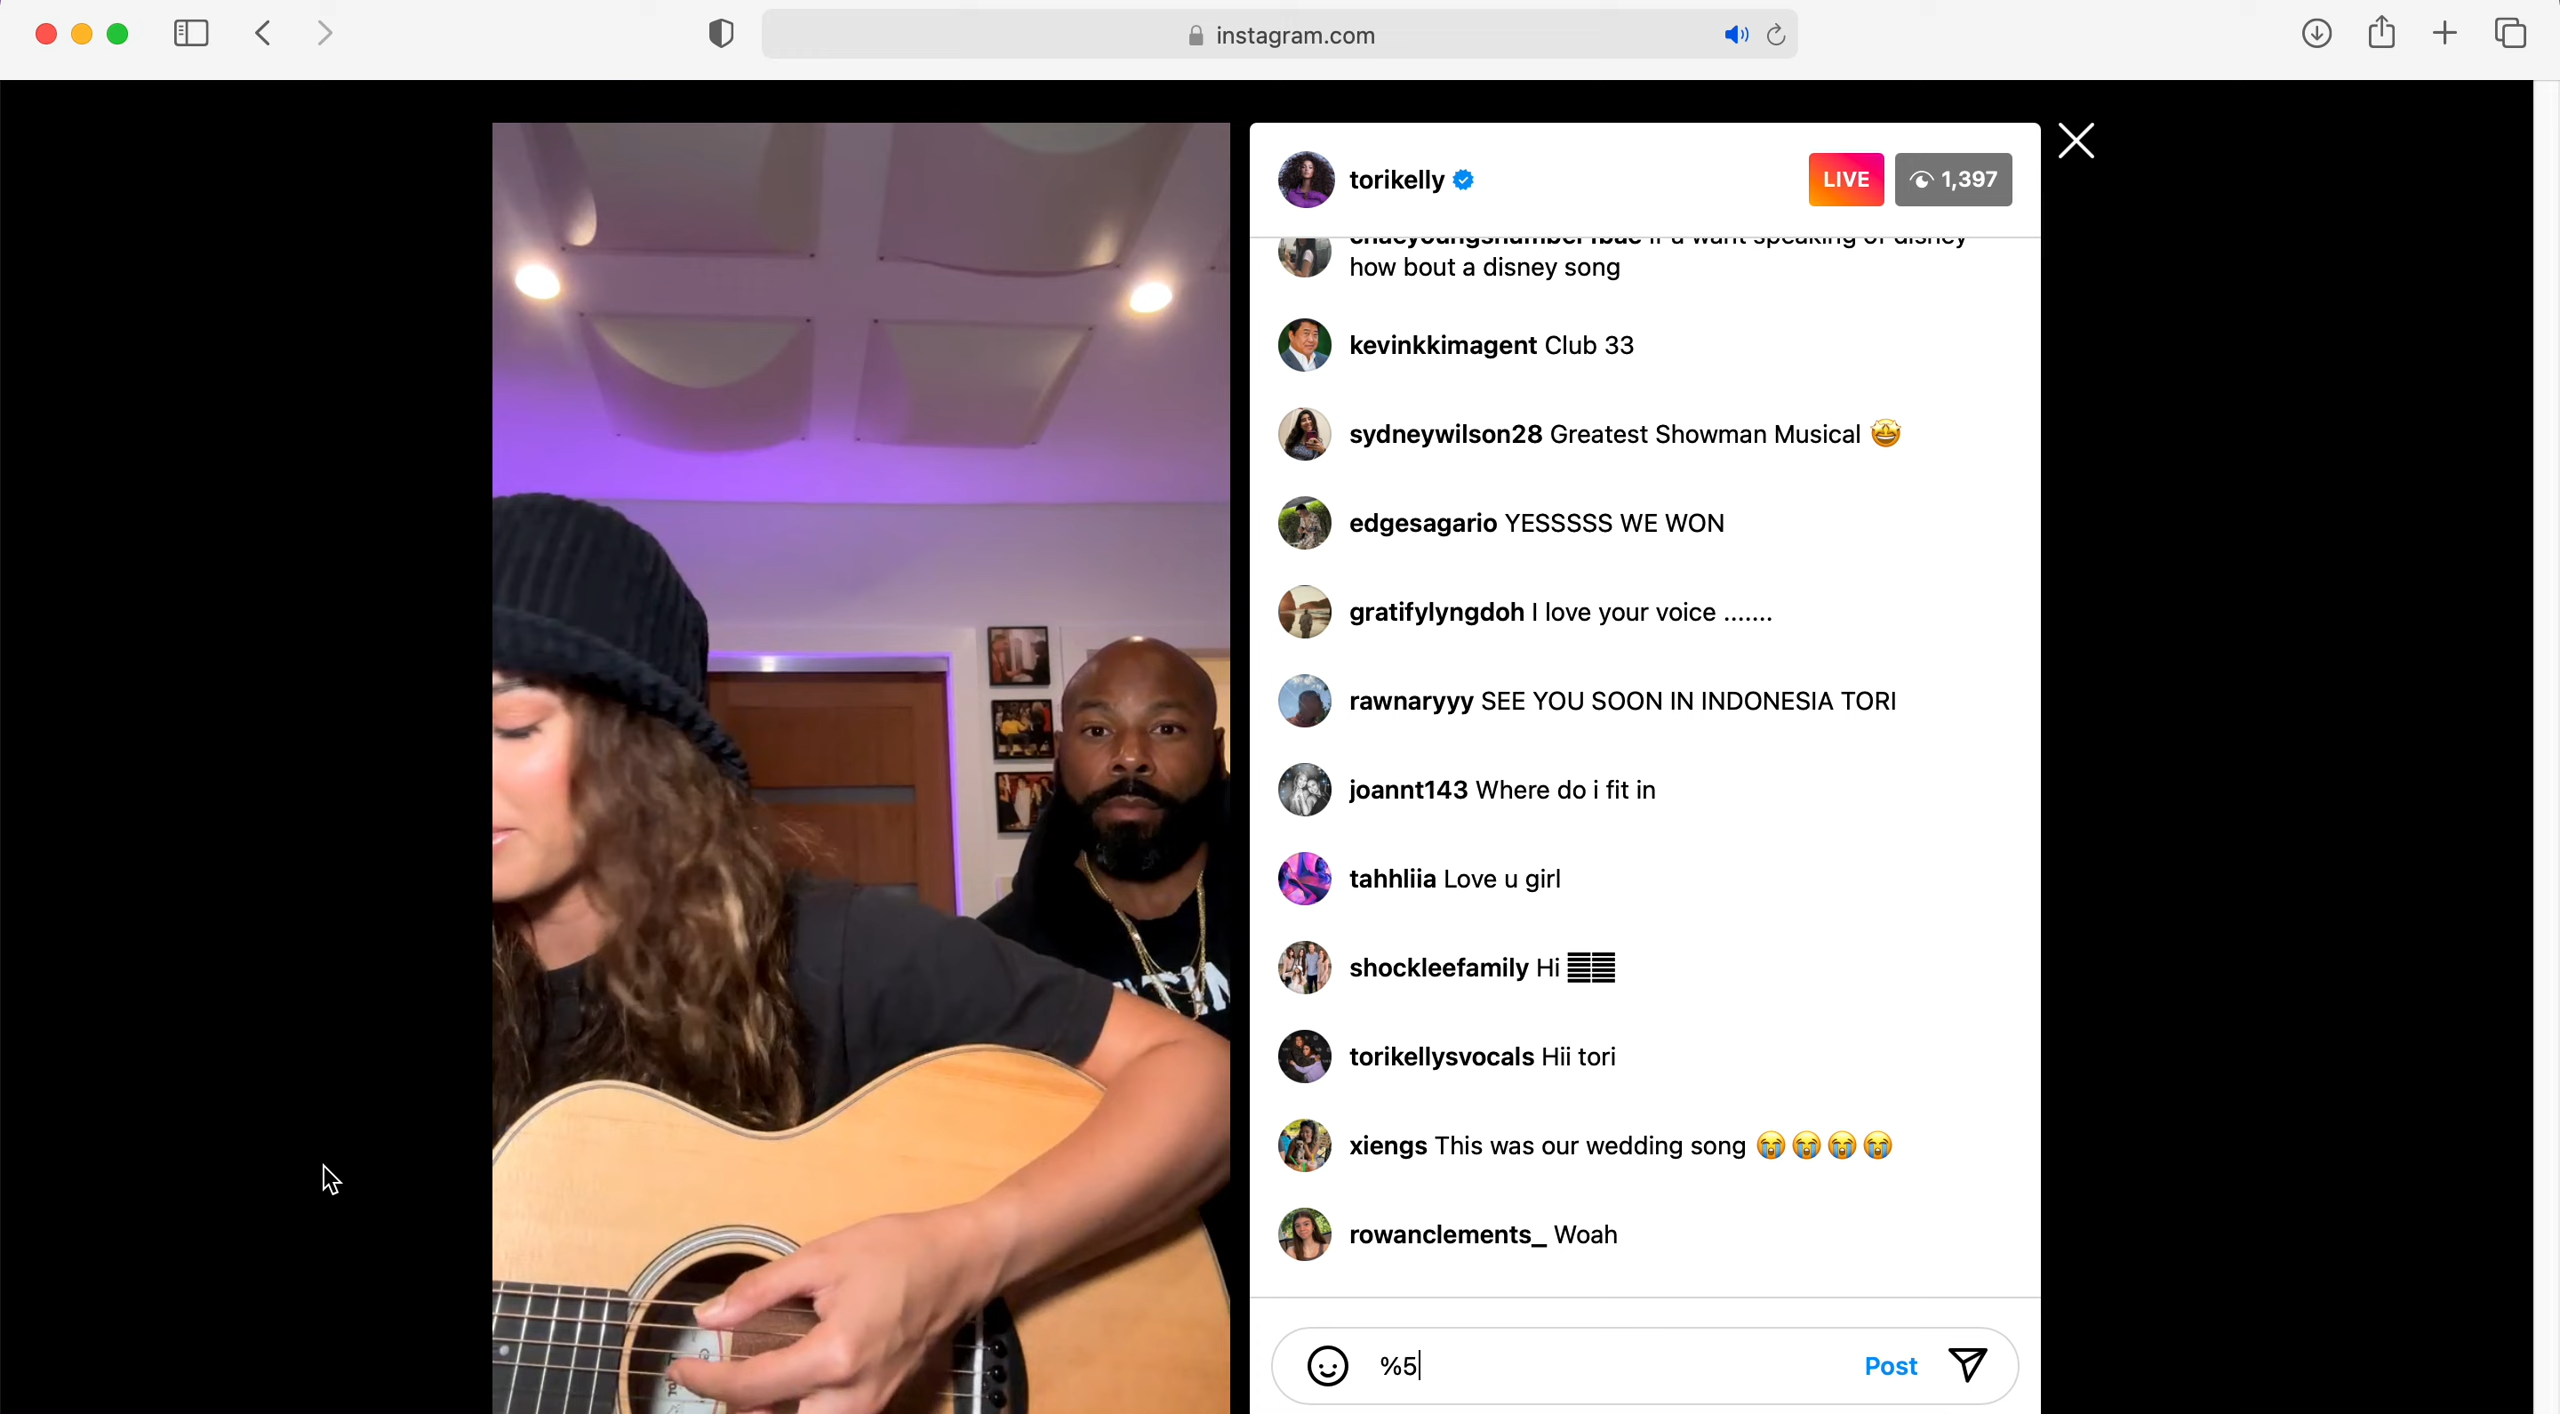 instagram.com
torikelly
LIVE
1,397
how bout a disney song
kevinkkimagent Club 33
sydneywilson28 Greatest Showman Musical 🤩
edgesagario YESSSSS WE WON
gratifylyngdoh I love your voice .......
rawnaryyy SEE YOU SOON IN INDONESIA TORI
joannt143 Where do i fit in
tahhliia Love u girl
shockleefamily Hi
torikellysvocals Hii tori
xiengs This was our wedding song 😭😭😭😭
rowanclements_ Woah
%5
Post